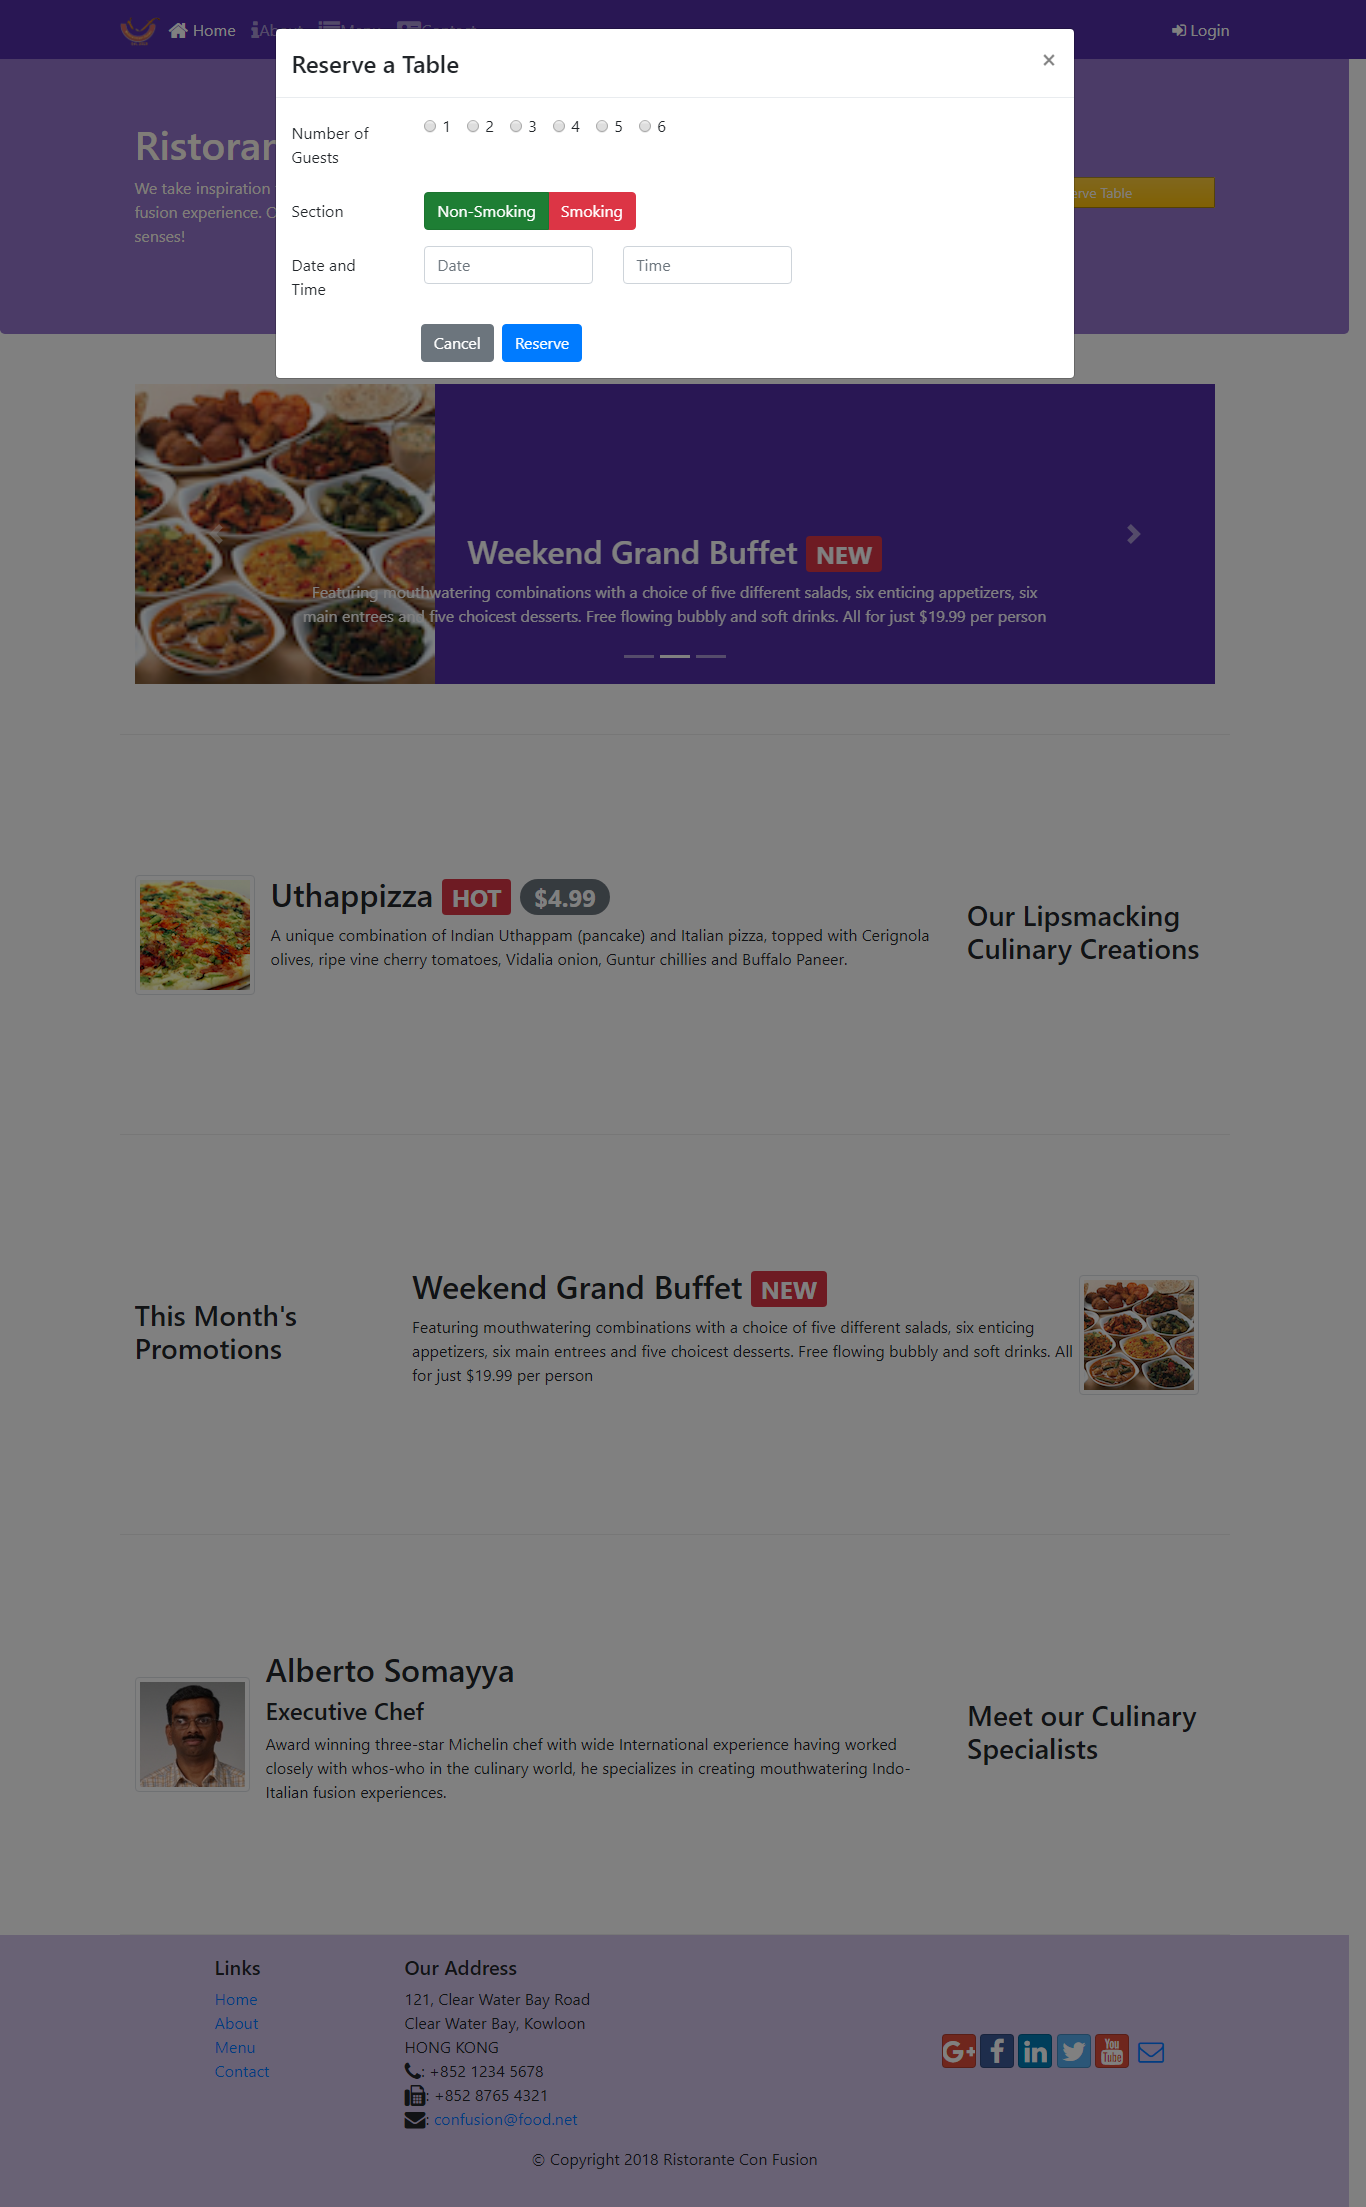 Home
Login
Reserve a Table
×
Number of
Guests
1 2 3 4 5 6
Section
Non-Smoking Smoking
Date and
Time
Date
Time
Cancel Reserve
We take inspiration
fusion experience.
senses!
Table
Weekend Grand Buffet NEW
Featuring mouthwatering combinations with a choice of five different salads, six enticing appetizers, six
main entrees and five choicest desserts. Free flowing bubbly and soft drinks. All for just $19.99 per person
Uthappizza HOT $4.99
A unique combination of Indian Uthappam (pancake) and Italian pizza, topped with Cerignola
olives, ripe vine cherry tomatoes, Vidalia onion, Guntur chillies and Buffalo Paneer.
Our Lipsmacking
Culinary Creations
This Month's
Promotions
Weekend Grand Buffet NEW
Featuring mouthwatering combinations with a choice of five different salads, six enticing
appetizers, six main entrees and five choicest desserts. Free flowing bubbly and soft drinks. All
for just $19.99 per person
Alberto Somayya
Executive Chef
Award winning three-star Michelin chef with wide International experience having worked
closely with whos-who in the culinary world, he specializes in creating mouthwatering Indo-
Italian fusion experiences.
Meet our Culinary
Specialists
Links
Home
About
Menu
Contact
Our Address
121, Clear Water Bay Road
Clear Water Bay, Kowloon
HONG KONG
: +852 1234 5678
: +852 8765 4321
: confusion@food.net
G+ f in You Tube
© Copyright 2018 Ristorante Con Fusion